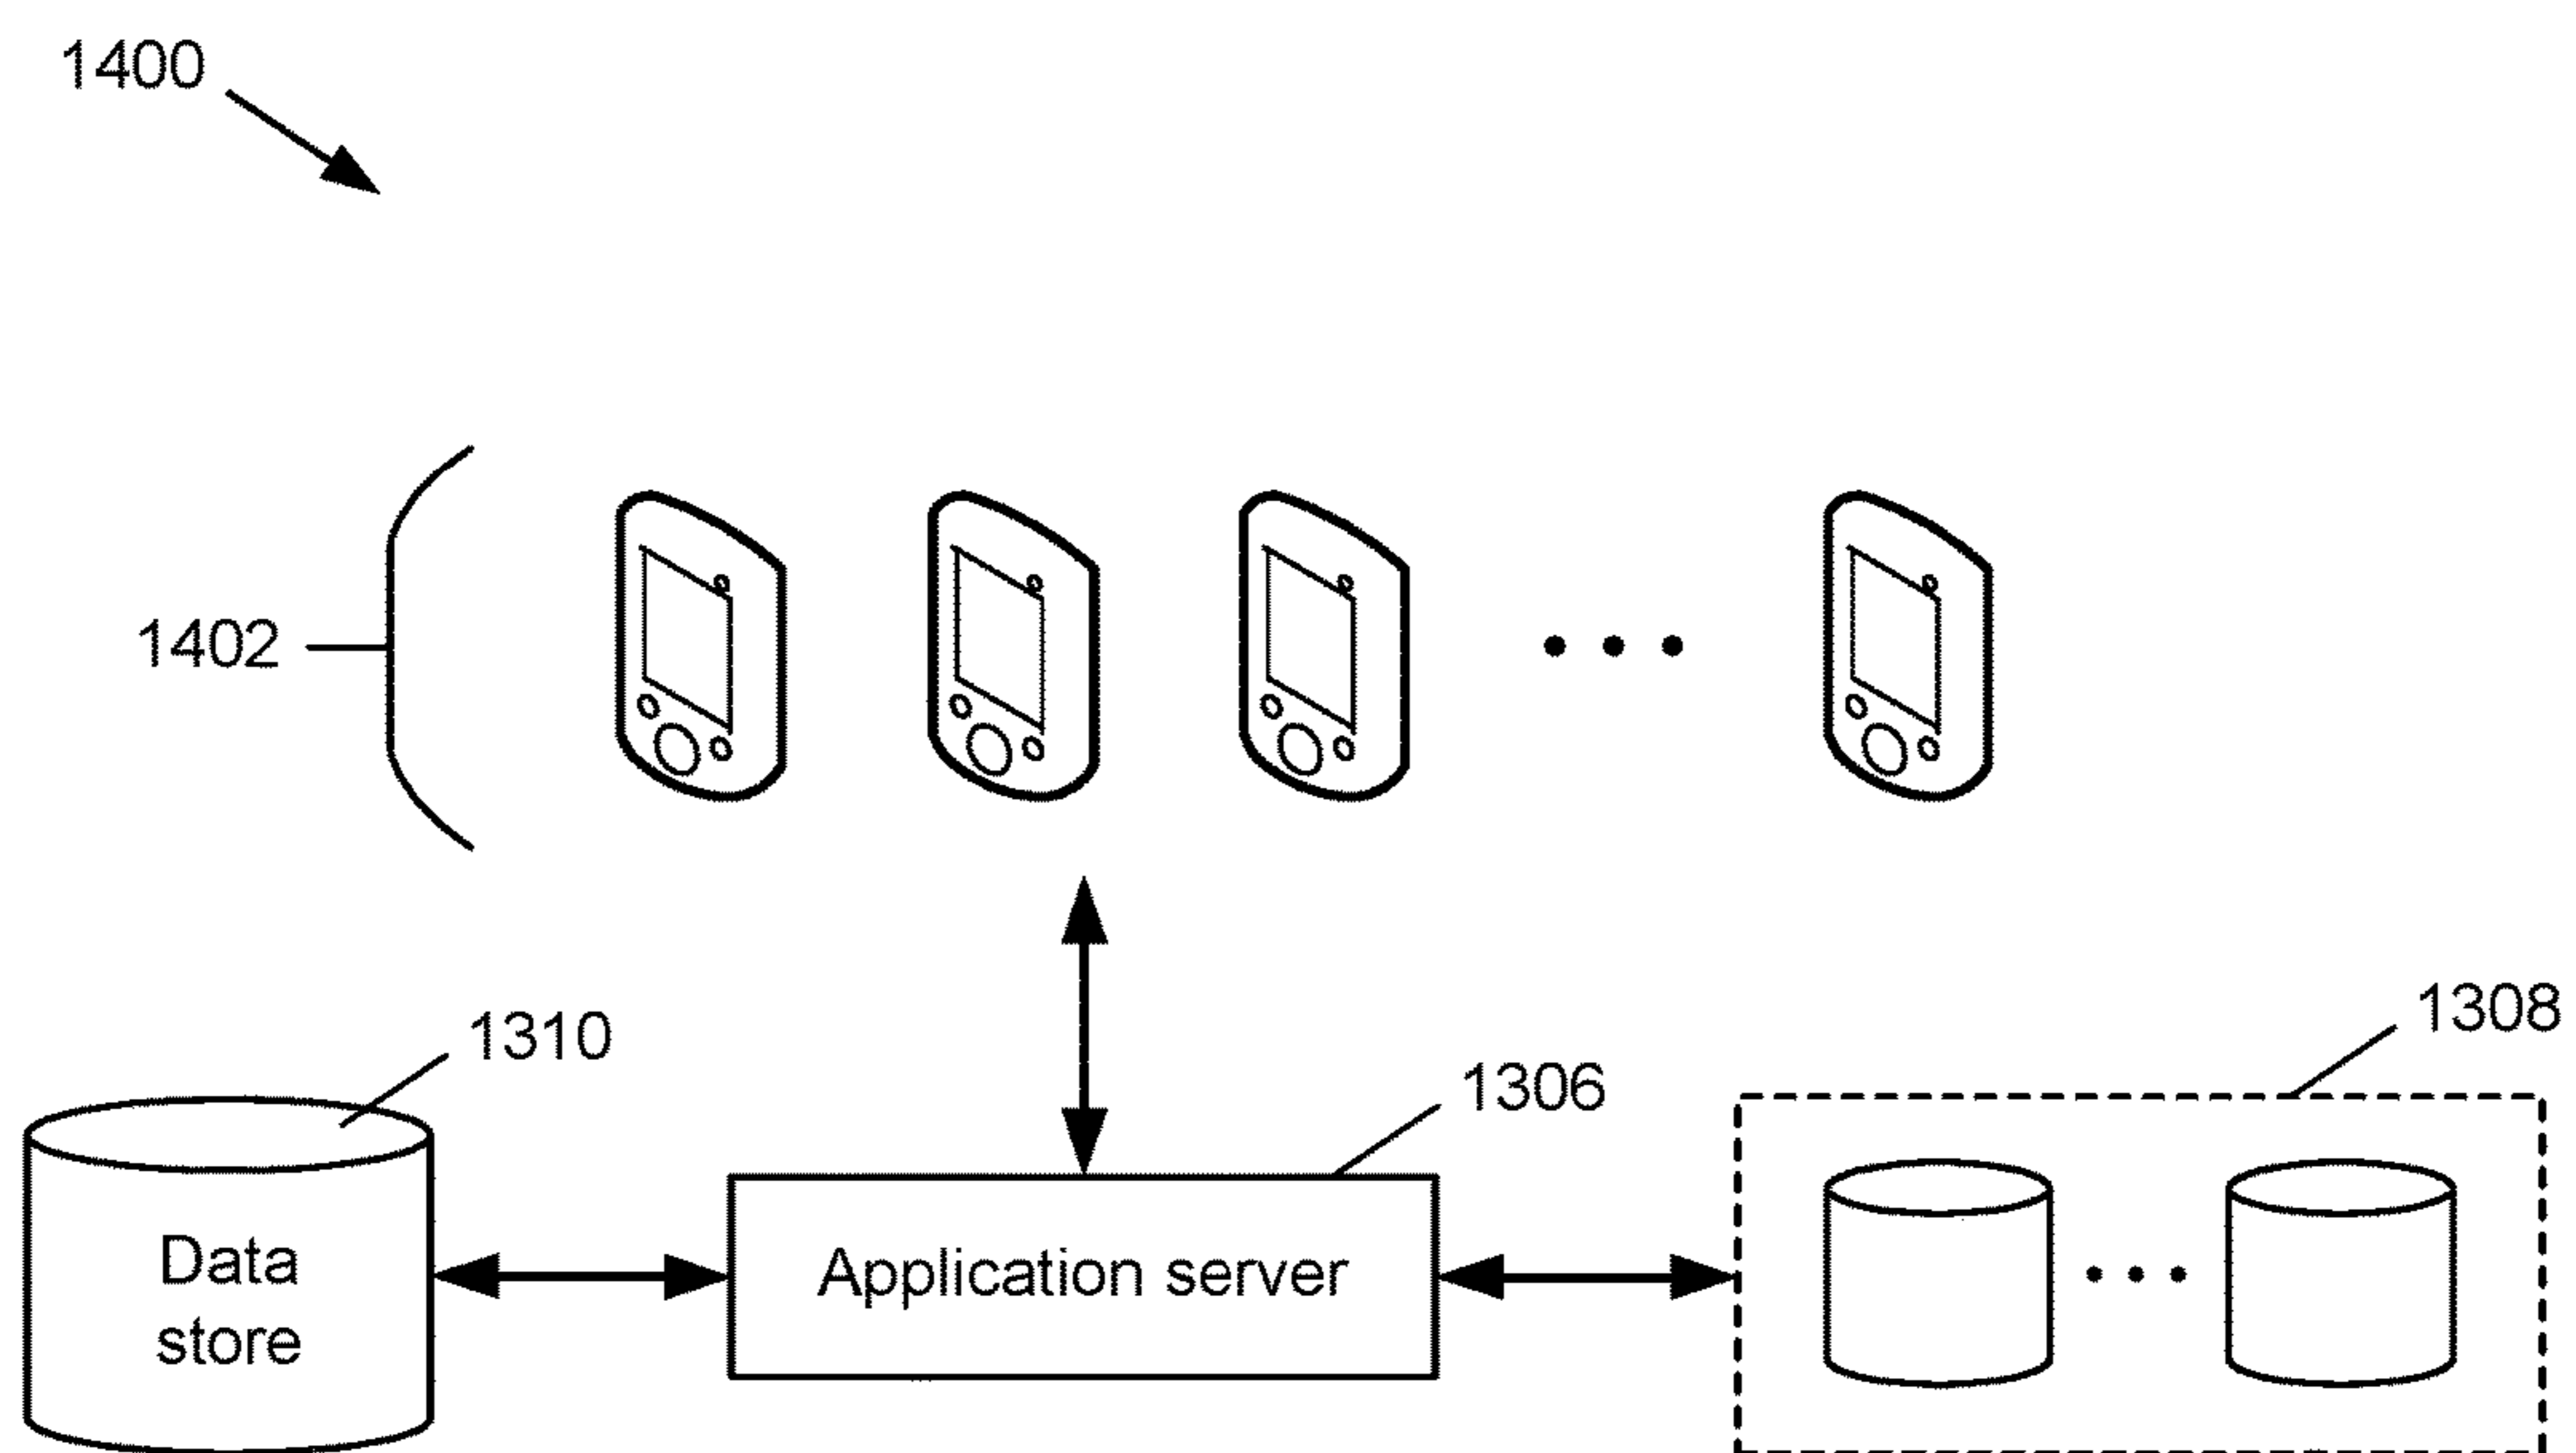 1400
1402
1310
1308
1306
Data
store
Application server